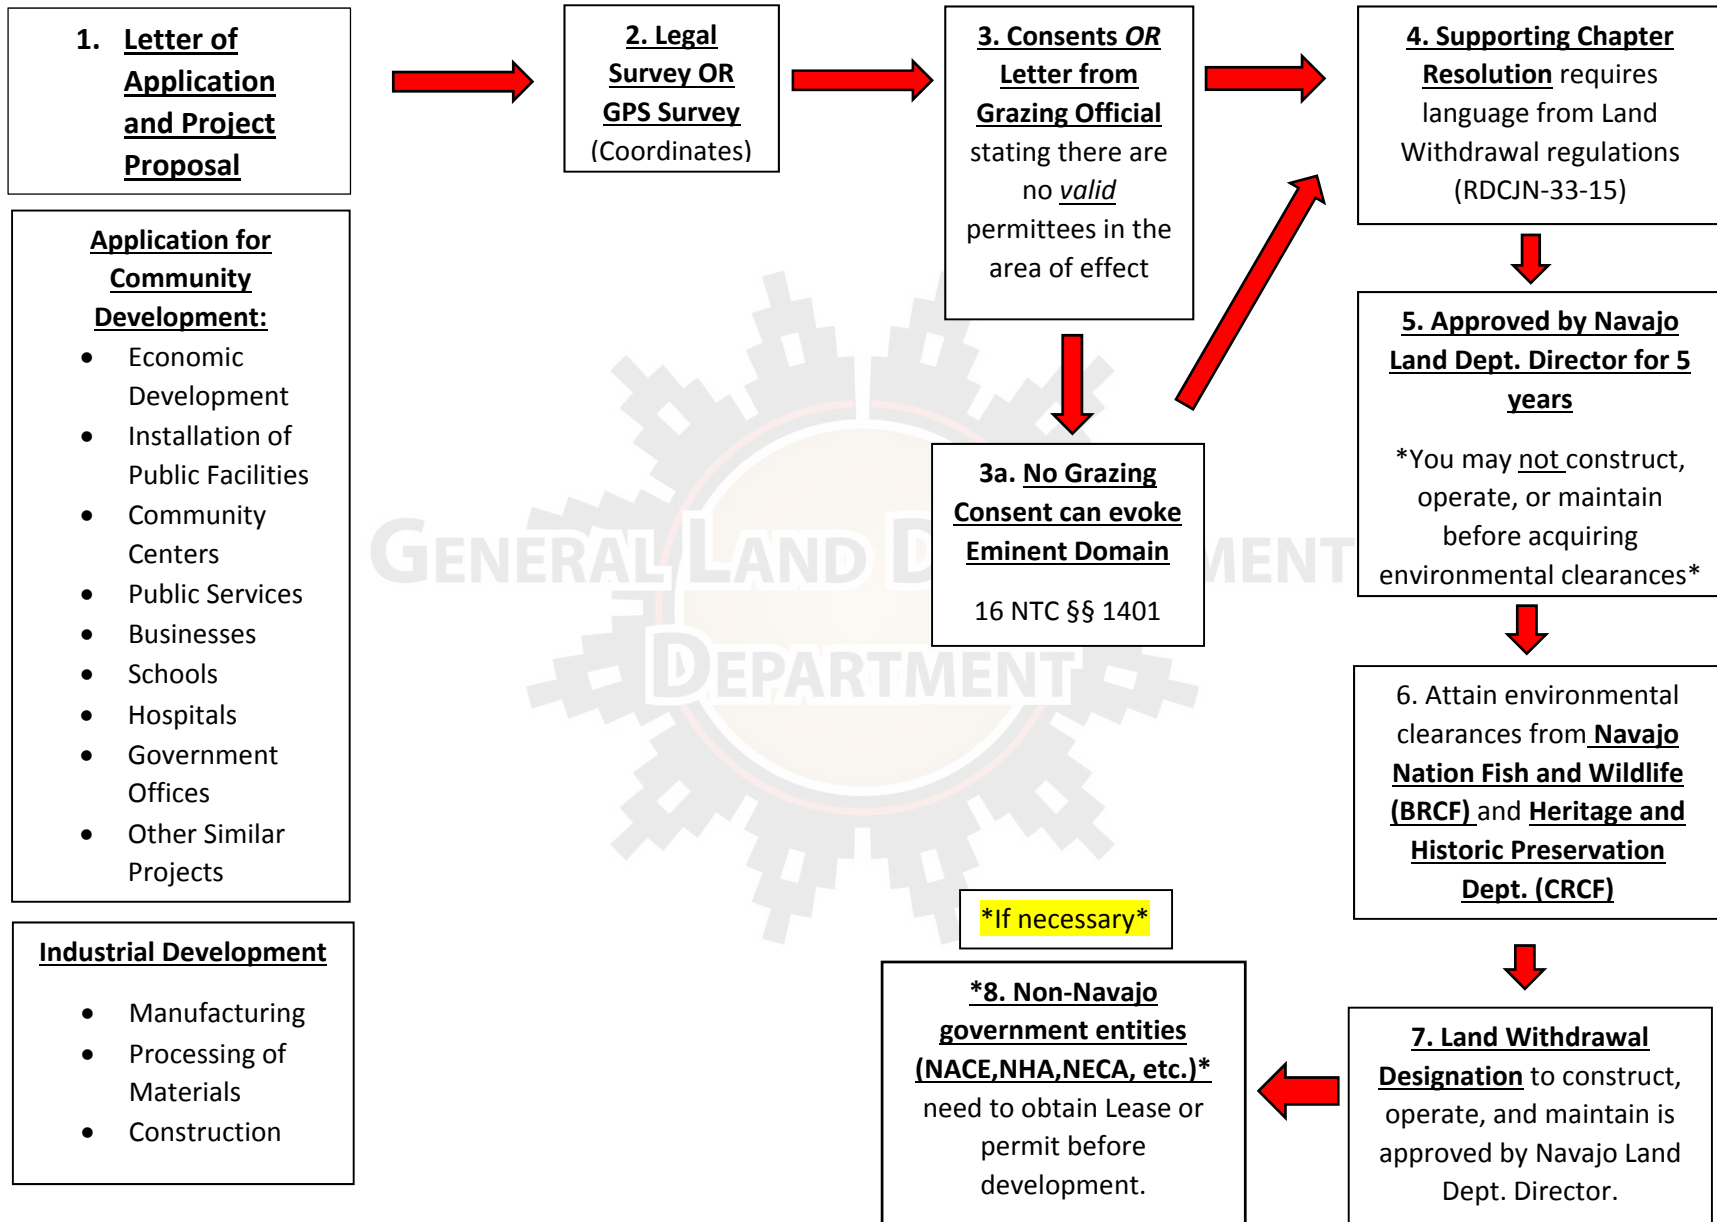 1. Letter of
Application
and Project
Proposal
Application for
Community
Development:
• Economic
Development
• Installation of
Public Facilities
• Community
Centers
• Public Services
• Businesses
• Schools
• Hospitals
• Government
Offices
• Other Similar
Projects
Industrial Development
• Manufacturing
• Processing of
Materials
• Construction
2. Legal
Survey OR
GPS Survey
(Coordinates)
3. Consents OR
Letter from
Grazing Official
stating there are
no valid
permittees in the
area of effect
3a. No Grazing
Consent can evoke
Eminent Domain
16 NTC §§ 1401
4. Supporting Chapter
Resolution requires
language from Land
Withdrawal regulations
(RDCJN-33-15)
5. Approved by Navajo
Land Dept. Director for 5
years
*You may not construct,
operate, or maintain
before acquiring
environmental clearances*
6. Attain environmental
clearances from Navajo
Nation Fish and Wildlife
(BRCF) and Heritage and
Historic Preservation
Dept. (CRCF)
7. Land Withdrawal
Designation to construct,
operate, and maintain is
approved by Navajo Land
Dept. Director.
*If necessary*
*8. Non-Navajo
government entities
(NACE,NHA,NECA, etc.)*
need to obtain Lease or
permit before
development.
GENERAL LAND D MENT
DEPARTMENT